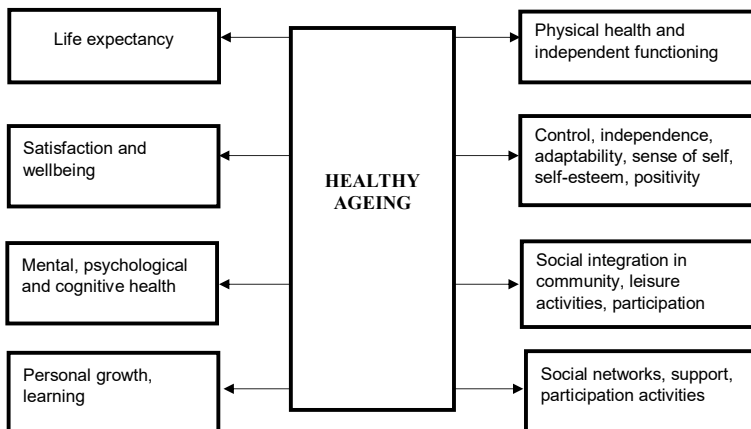 Life expectancy
Satisfaction and
wellbeing
Mental, psychological
and cognitive health
Personal growth,
learning
HEALTHY
AGEING
Physical health and
independent functioning
Control, independence,
adaptability, sense of self,
self-esteem, positivity
Social integration in
community, leisure
activities, participation
Social networks, support,
participation activities